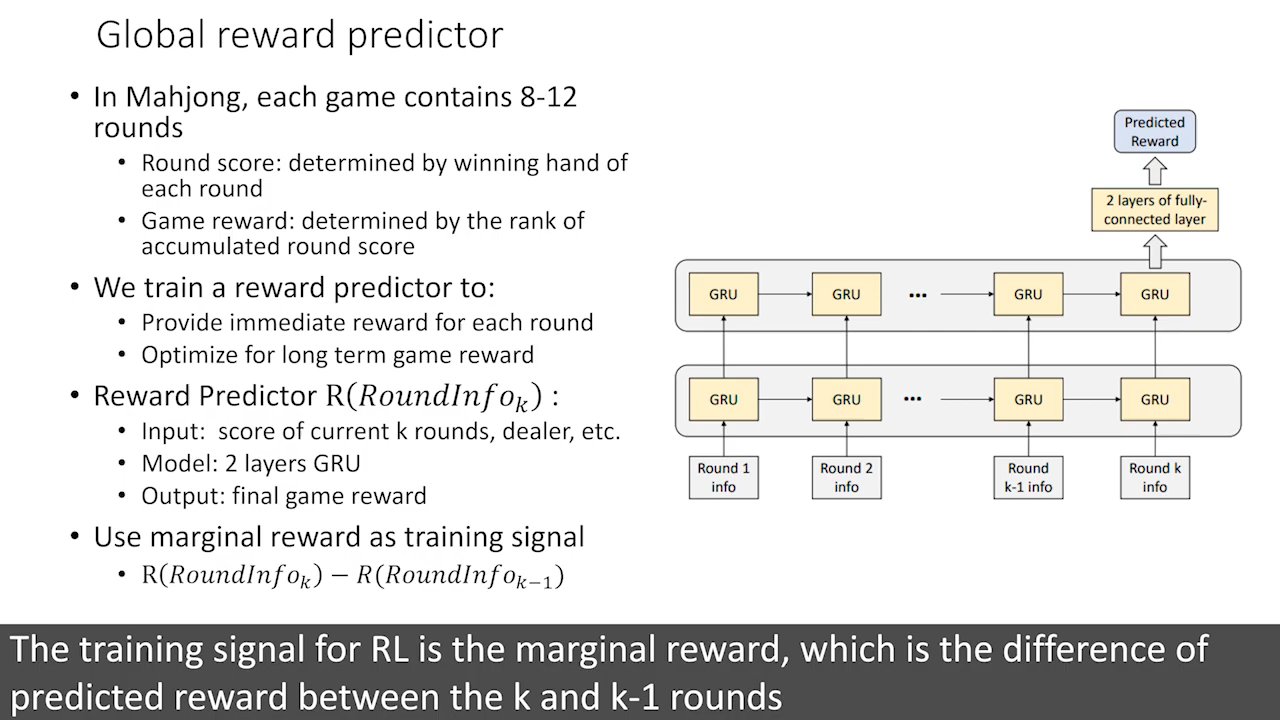 Global reward predictor
• In Mahjong, each game contains 8-12
rounds
• Round score: determined by winning hand of
each round
• Game reward: determined by the rank of
accumulated round score
• We train a reward predictor to:
• Provide immediate reward for each round
• Optimize for long term game reward
• Reward Predictor R(RoundInfoₖ) :
• Input: score of current k rounds, dealer, etc.
• Model: 2 layers GRU
• Output: final game reward
• Use marginal reward as training signal
• R(RoundInfoₖ) − R(RoundInfoₖ₋₁)
Predicted
Reward
2 layers of fully-
connected layer
GRU GRU ... GRU GRU
GRU GRU ... GRU GRU
Round 1
info
Round 2
info
Round
k-1 info
Round k
info
The training signal for RL is the marginal reward, which is the difference of
predicted reward between the k and k-1 rounds